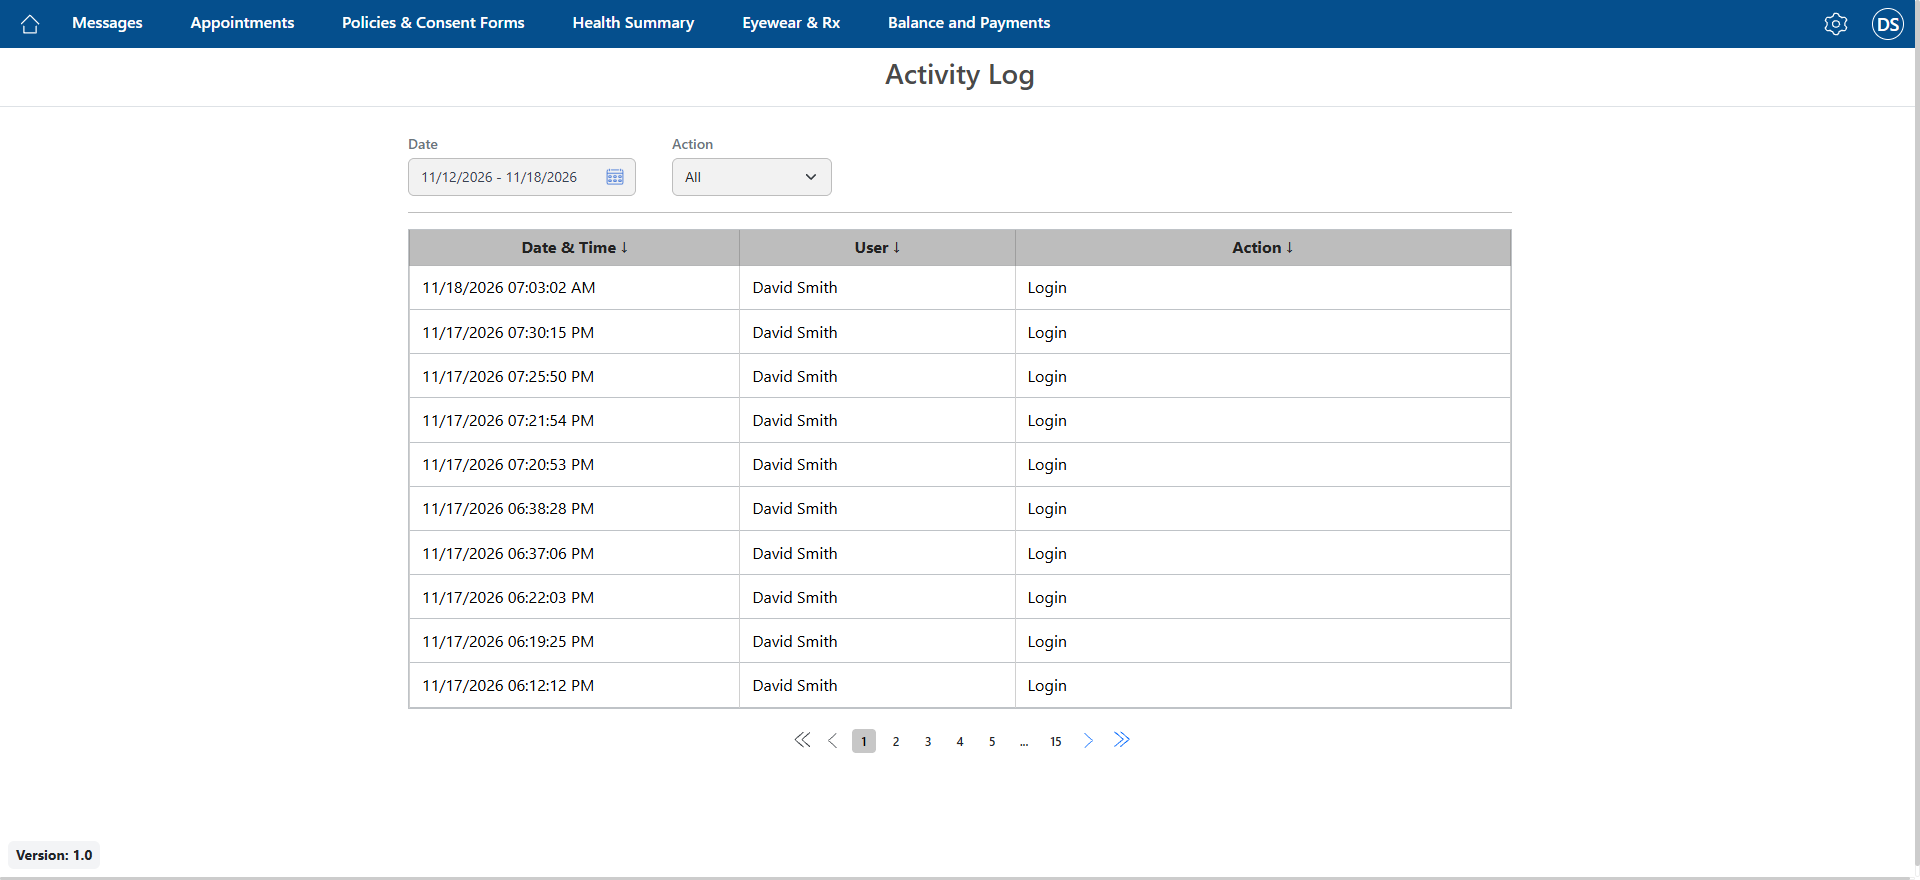 Messages Appointments Policies & Consent Forms Health Summary Eyewear & Rx Balance and Payments DS
Activity Log
Date Action
11/12/2026 - 11/18/2026 All
Date & Time ↓ User ↓ Action ↓
11/18/2026 07:03:02 AM David Smith Login
11/17/2026 07:30:15 PM David Smith Login
11/17/2026 07:25:50 PM David Smith Login
11/17/2026 07:21:54 PM David Smith Login
11/17/2026 07:20:53 PM David Smith Login
11/17/2026 06:38:28 PM David Smith Login
11/17/2026 06:37:06 PM David Smith Login
11/17/2026 06:22:03 PM David Smith Login
11/17/2026 06:19:25 PM David Smith Login
11/17/2026 06:12:12 PM David Smith Login
1 2 3 4 5 ... 15
Version: 1.0